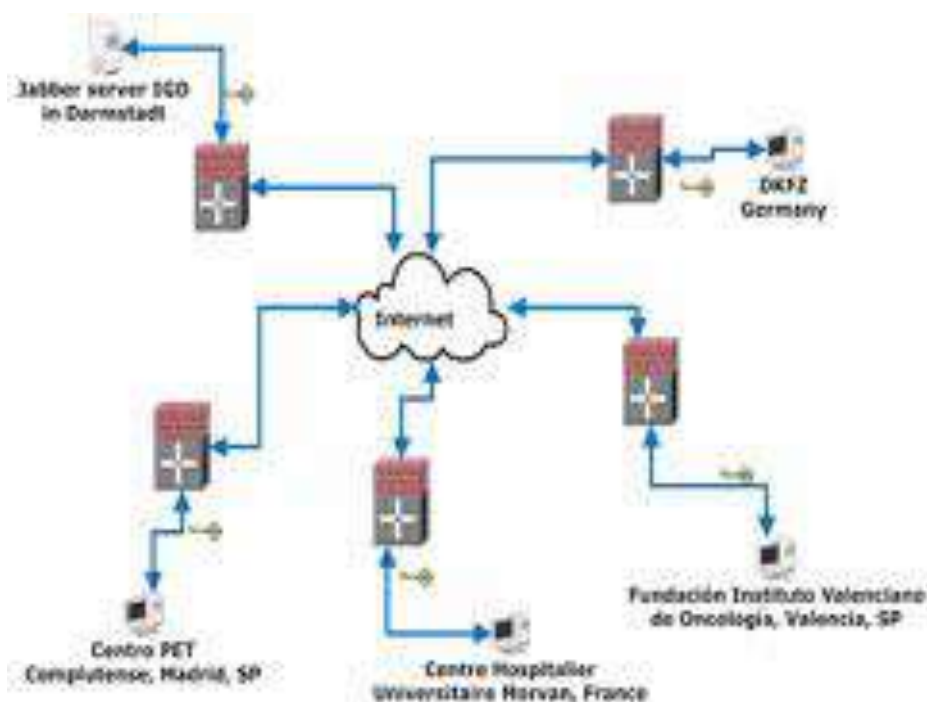 Jabber server IGD
in Darmstadt
DKFZ
Germany
Internet
Fundación Instituto Valenciano
de Oncología, Valencia, SP
Centro PET
Complutense, Madrid, SP
Centre Hospitalier
Universitaire Morvan, France